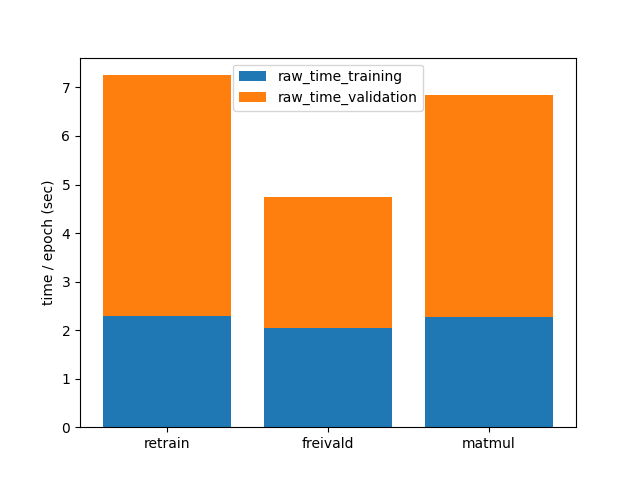 raw_time_training
raw_time_validation
time / epoch (sec)
7
6
5
4
3
2
1
0
retrain
freivald
matmul